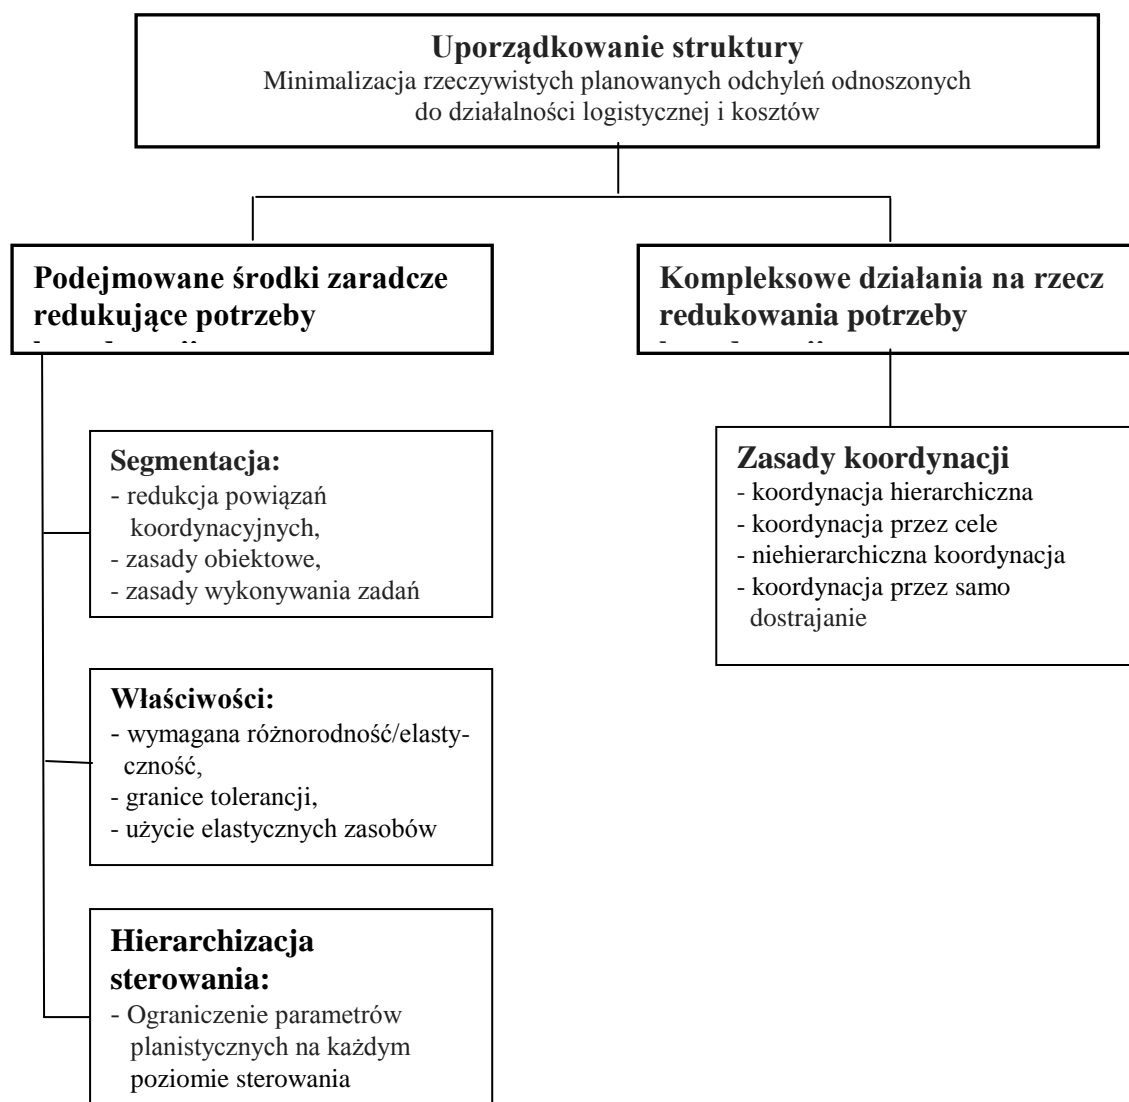 Uporządkowanie struktury
Minimalizacja rzeczywistych planowanych odchyleń odnoszonych
do działalności logistycznej i kosztów
Podejmowane środki zaradcze
redukujące potrzeby
Kompleksowe działania na rzecz
redukowania potrzeby
Segmentacja:
- redukcja powiązań
koordynacyjnych,
- zasady obiektowe,
- zasady wykonywania zadań
Zasady koordynacji
- koordynacja hierarchiczna
- koordynacja przez cele
- niehierarchiczna koordynacja
- koordynacja przez samo
dostrajanie
Właściwości:
- wymagana różnorodność/elasty-
czność,
- granice tolerancji,
- użycie elastycznych zasobów
Hierarchizacja
sterowania:
- Ograniczenie parametrów
planistycznych na każdym
poziomie sterowania